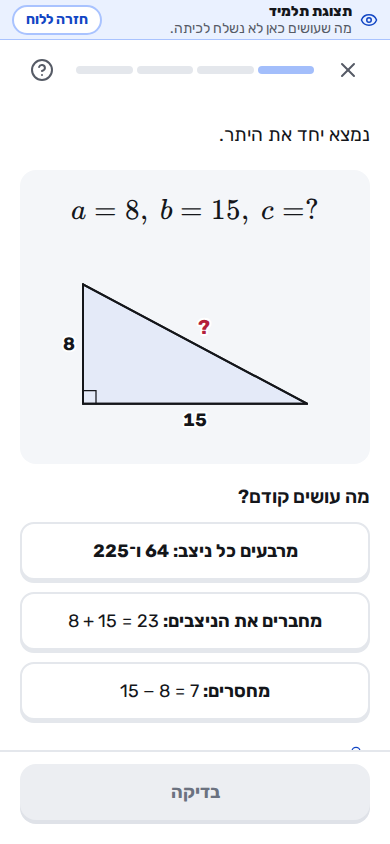 תצוגת תלמיד
מה שעושים כאן לא נשלח לכיתה.
חזרה ללוח
נמצא יחד את היתר.
a = 8, b = 15, c =?
?
8
15
מה עושים קודם?
מרבעים כל ניצב: 64 ו־225
מחברים את הניצבים: 8 + 15 = 23
מחסרים: 15 − 8 = 7
בדיקה